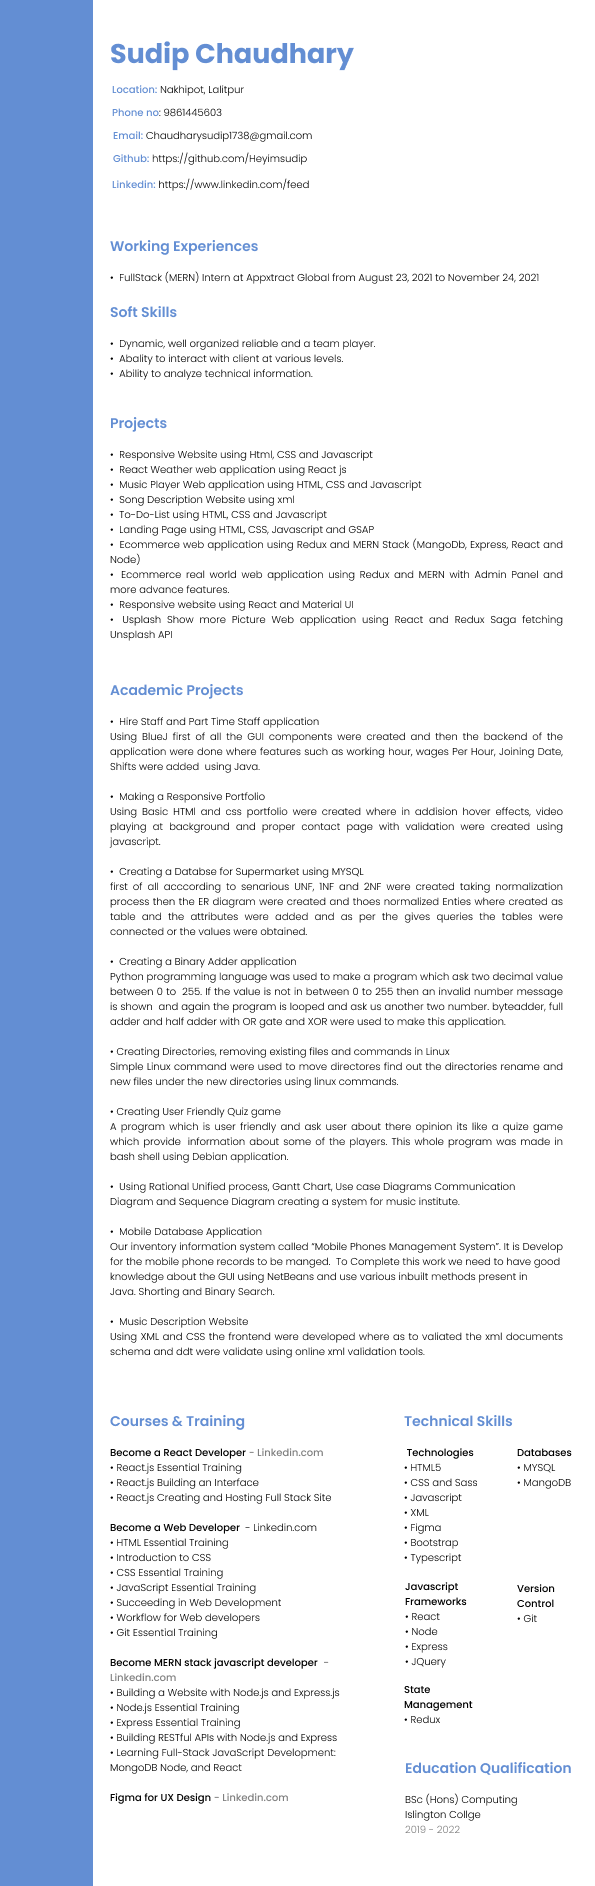 Sudip Chaudhary
Location: Nakhipot, Lalitpur
Phone no: 9861445603
Email: Chaudharysudip1738@gmail.com
Github: https://github.com/Heyimsudip
Linkedin: https://www.linkedin.com/feed
Working Experiences
• FullStack (MERN) Intern at Appxtract Global from August 23, 2021 to November 24, 2021
Soft Skills
• Dynamic, well organized reliable and a team player.
• Abality to interact with client at various levels.
• Ability to analyze technical information.
Projects
• Responsive Website using Html, CSS and Javascript
• React Weather web application using React js
• Music Player Web application using HTML, CSS and Javascript
• Song Description Website using xml
• To-Do-List using HTML, CSS and Javascript
• Landing Page using HTML, CSS, Javascript and GSAP
• Ecommerce web application using Redux and MERN Stack (MangoDb, Express, React and
Node)
• Ecommerce real world web application using Redux and MERN with Admin Panel and
more advance features.
• Responsive website using React and Material UI
• Usplash Show more Picture Web application using React and Redux Saga fetching
Unsplash API
Academic Projects
• Hire Staff and Part Time Staff application
Using BlueJ first of all the GUI components were created and then the backend of the
application were done where features such as working hour, wages Per Hour, Joining Date,
Shifts were added using Java.
• Making a Responsive Portfolio
Using Basic HTMl and css portfolio were created where in addision hover effects, video
playing at background and proper contact page with validation were created using
javascript.
• Creating a Databse for Supermarket using MYSQL
first of all acccording to senarious UNF, 1NF and 2NF were created taking normalization
process then the ER diagram were created and thoes normalized Enties where created as
table and the attributes were added and as per the gives queries the tables were
connected or the values were obtained.
• Creating a Binary Adder application
Python programming language was used to make a program which ask two decimal value
between 0 to 255. If the value is not in between 0 to 255 then an invalid number message
is shown and again the program is looped and ask us another two number. byteadder, full
adder and half adder with OR gate and XOR were used to make this application.
• Creating Directories, removing existing files and commands in Linux
Simple Linux command were used to move directores find out the directories rename and
new files under the new directories using linux commands.
• Creating User Friendly Quiz game
A program which is user friendly and ask user about there opinion its like a quize game
which provide information about some of the players. This whole program was made in
bash shell using Debian application.
• Using Rational Unified process, Gantt Chart, Use case Diagrams Communication
Diagram and Sequence Diagram creating a system for music institute.
• Mobile Database Application
Our inventory information system called “Mobile Phones Management System”. It is Develop
for the mobile phone records to be manged. To Complete this work we need to have good
knowledge about the GUI using NetBeans and use various inbuilt methods present in
Java. Shorting and Binary Search.
• Music Description Website
Using XML and CSS the frontend were developed where as to valiated the xml documents
schema and ddt were validate using online xml validation tools.
Courses & Training
Become a React Developer - Linkedin.com
• React.js Essential Training
• React.js Building an Interface
• React.js Creating and Hosting Full Stack Site
Become a Web Developer - Linkedin.com
• HTML Essential Training
• Introduction to CSS
• CSS Essential Training
• JavaScript Essential Training
• Succeeding in Web Development
• Workflow for Web developers
• Git Essential Training
Become MERN stack javascript developer -
Linkedin.com
• Building a Website with Node.js and Express.js
• Node.js Essential Training
• Express Essential Training
• Building RESTful APIs with Node.js and Express
• Learning Full-Stack JavaScript Development:
MongoDB Node, and React
Figma for UX Design - Linkedin.com
Technical Skills
Technologies
• HTML5
• CSS and Sass
• Javascript
• XML
• Figma
• Bootstrap
• Typescript
Databases
• MYSQL
• MangoDB
Javascript
Frameworks
• React
• Node
• Express
• JQuery
Version
Control
• Git
State
Management
• Redux
Education Qualification
BSc (Hons) Computing
Islington Collge
2019 - 2022